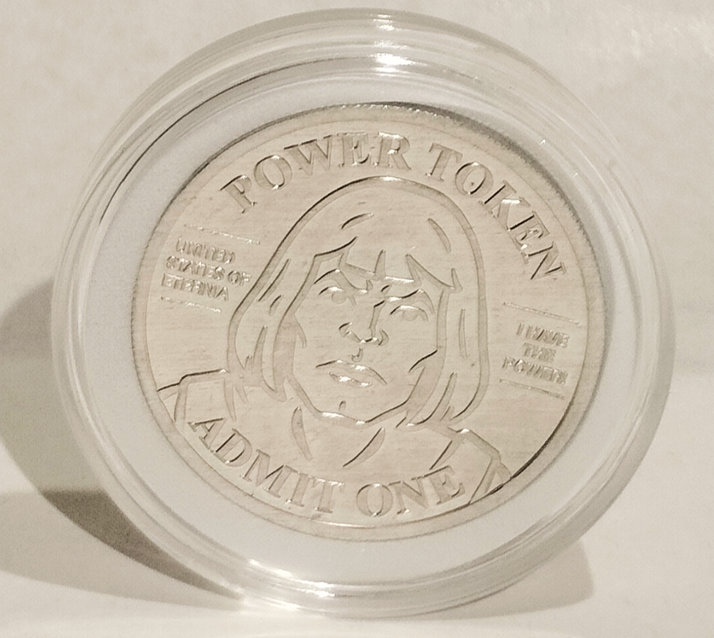 POWER TOKEN
UNITED
STATES OF
ETERNIA
I HAVE
THE
POWER!
ADMIT ONE